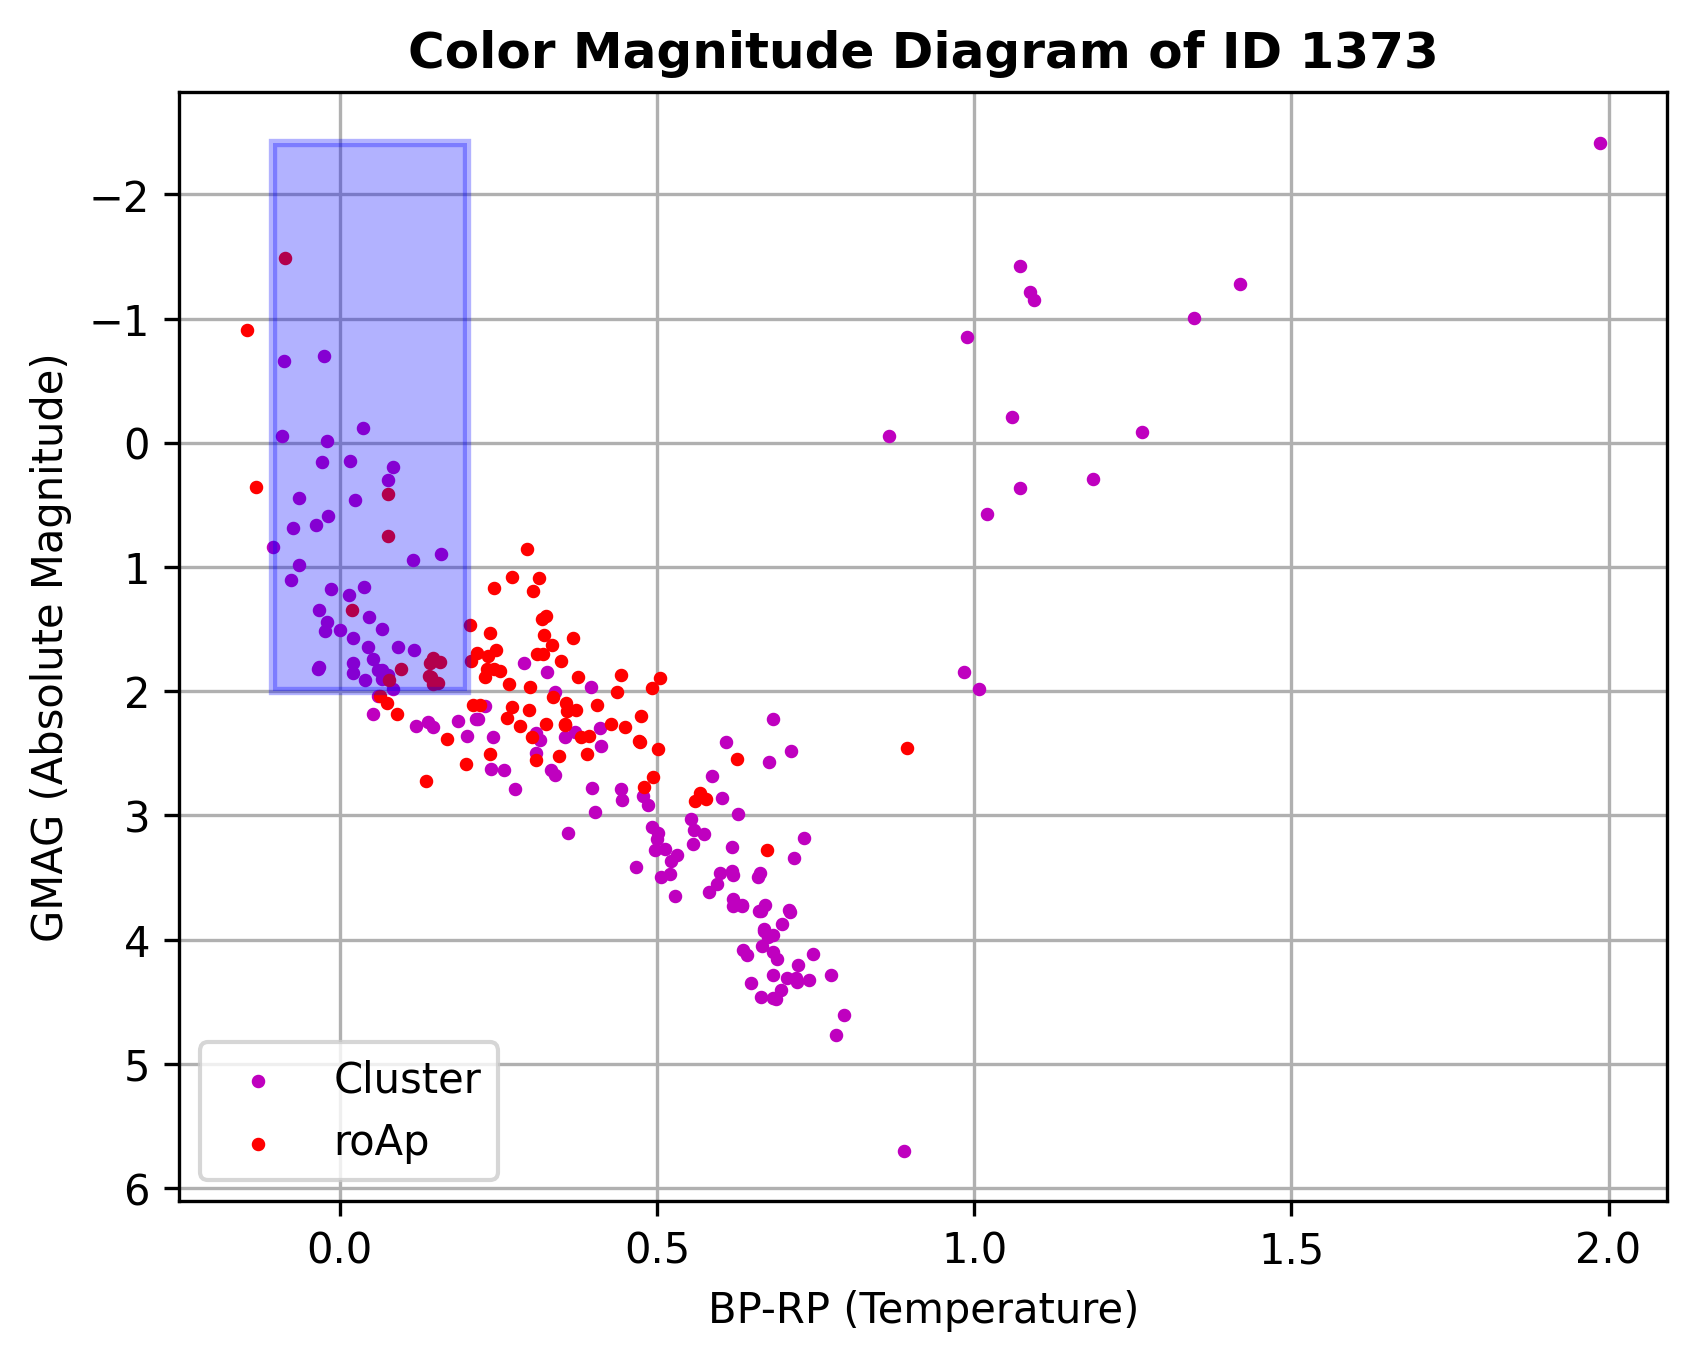 Color Magnitude Diagram of ID 1373
GMAG (Absolute Magnitude)
−2
−1
0
1
2
3
4
5
6
Cluster
roAp
0.0 0.5 1.0 1.5 2.0
BP-RP (Temperature)